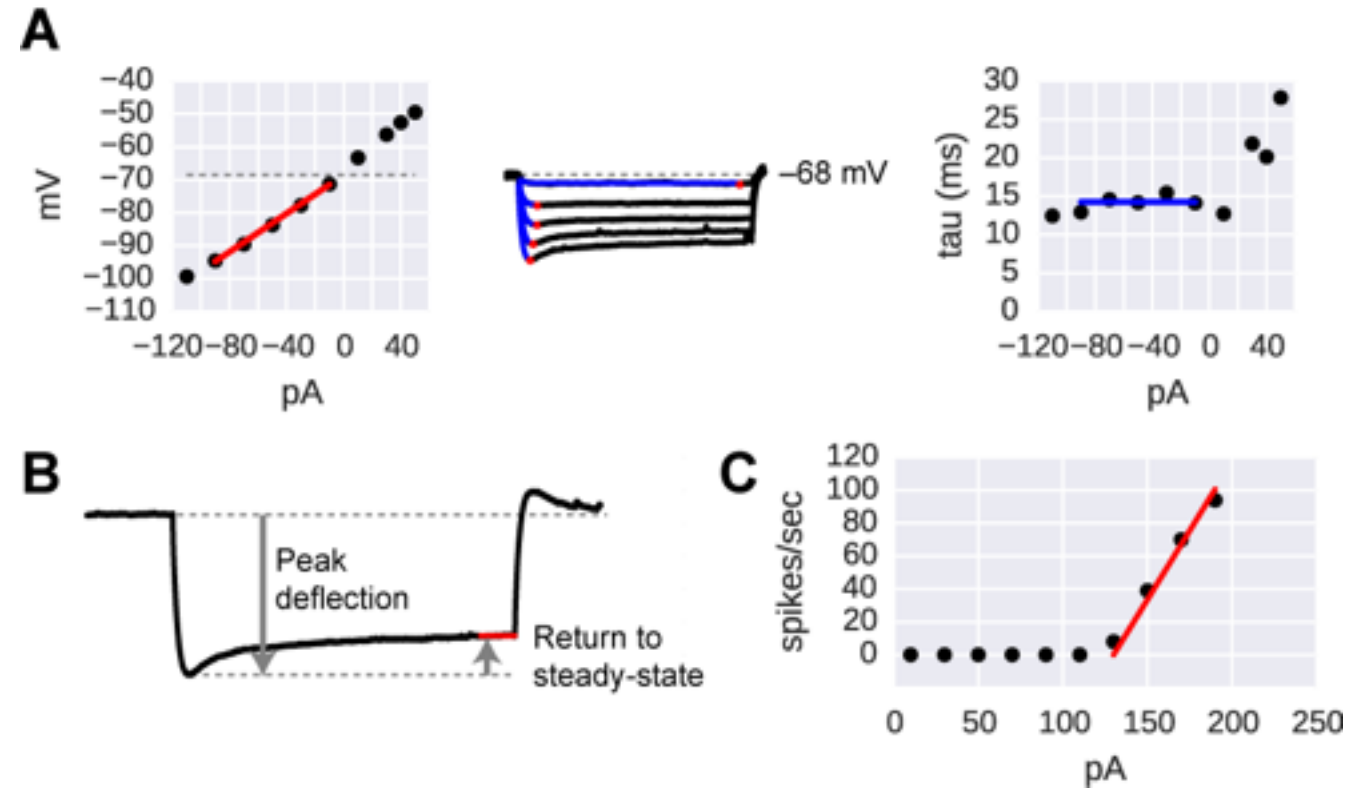 A
−40
−50
−60
−70
−80
−90
−100
−110
mV
−120 −80 −40 0 40
pA
−68 mV
30
25
20
15
10
5
0
tau (ms)
−120 −80 −40 0 40
pA
B
Peak
deflection
Return to
steady-state
C
120
100
80
60
40
20
0
spikes/sec
0 50 100 150 200 250
pA